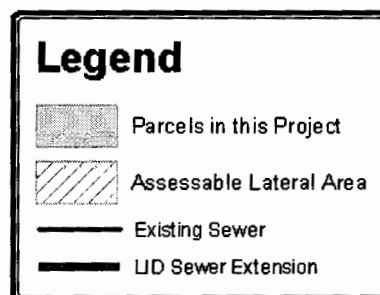 Legend
Parcels in this Project
Assessable Lateral Area
Existing Sewer
LID Sewer Extension